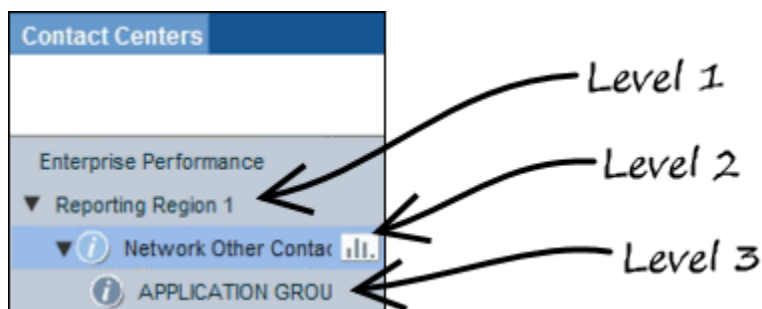 Contact Centers
Level 1
Enterprise Performance
Level 2
Reporting Region 1
Network Other Contac
Level 3
APPLICATION GROU